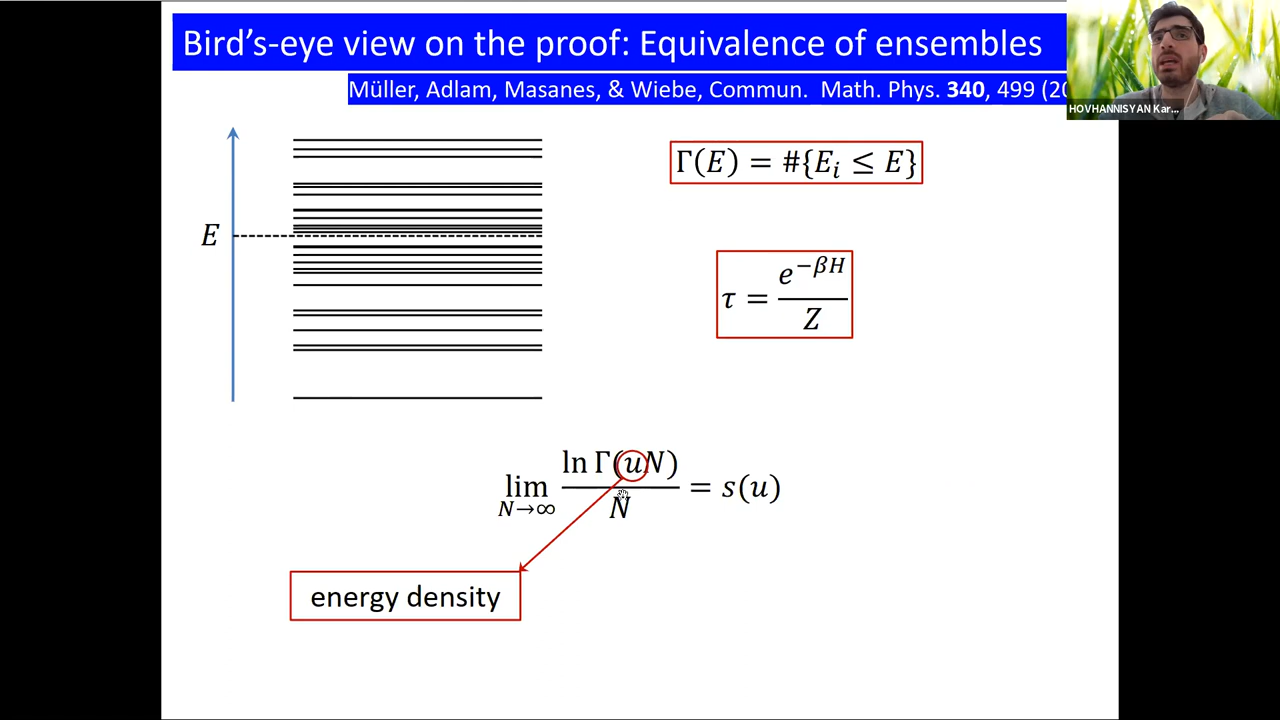 Bird's-eye view on the proof: Equivalence of ensembles
Müller, Adlam, Masanes, & Wiebe, Commun. Math. Phys. 340, 499 (20
HOVHANNISYAN Kar...
Γ(E) = #{E_i ≤ E}
E
τ = e^{-βH} / Z
lim_{N→∞} ln Γ(uN) / N = s(u)
energy density